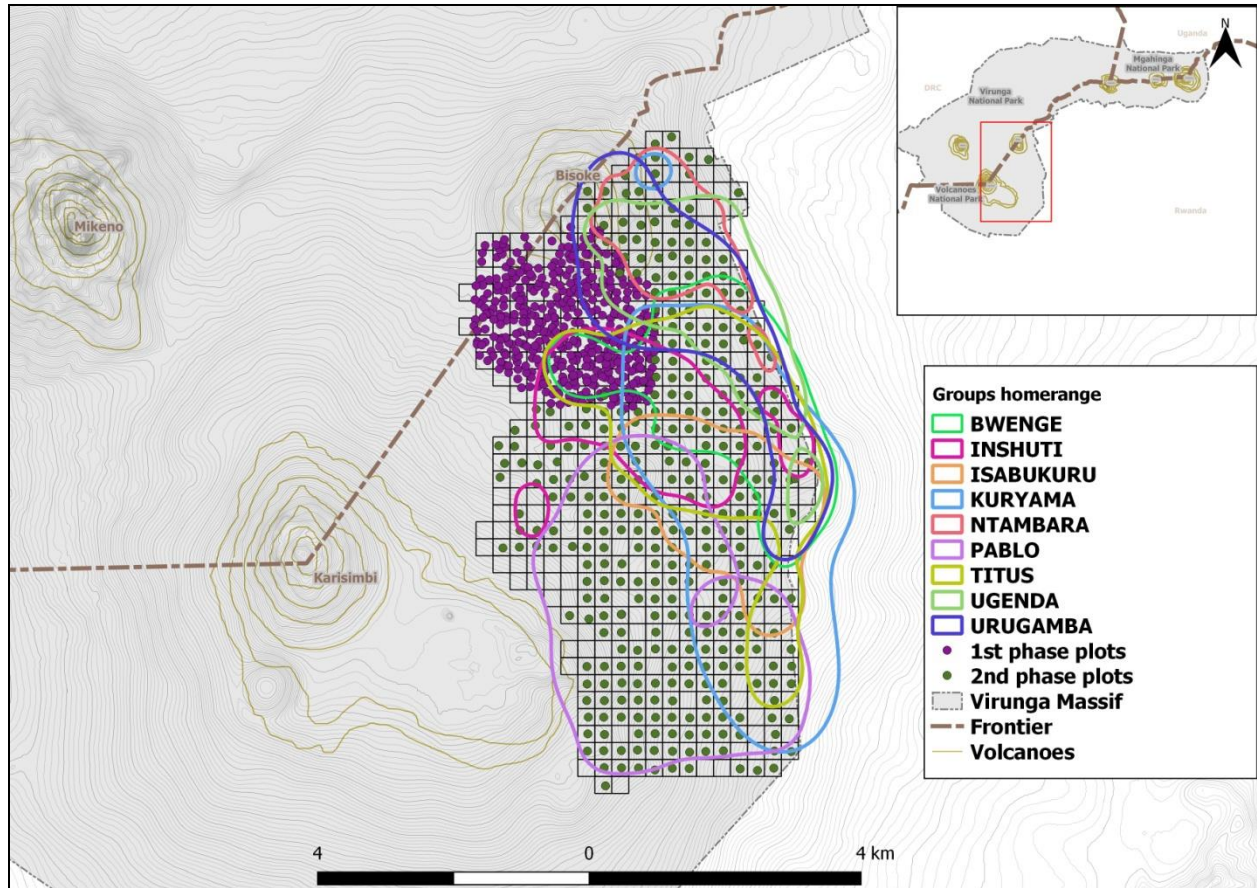 Bisoke
Mikeno
Karisimbi
4
0
4 km
N
Uganda
Mgahinga
National Park
DRC
Virunga
National Park
Volcanoes
National Park
Rwanda
Groups homerange
BWENGE
INSHUTI
ISABUKURU
KURYAMA
NTAMBARA
PABLO
TITUS
UGENDA
URUGAMBA
1st phase plots
2nd phase plots
Virunga Massif
Frontier
Volcanoes